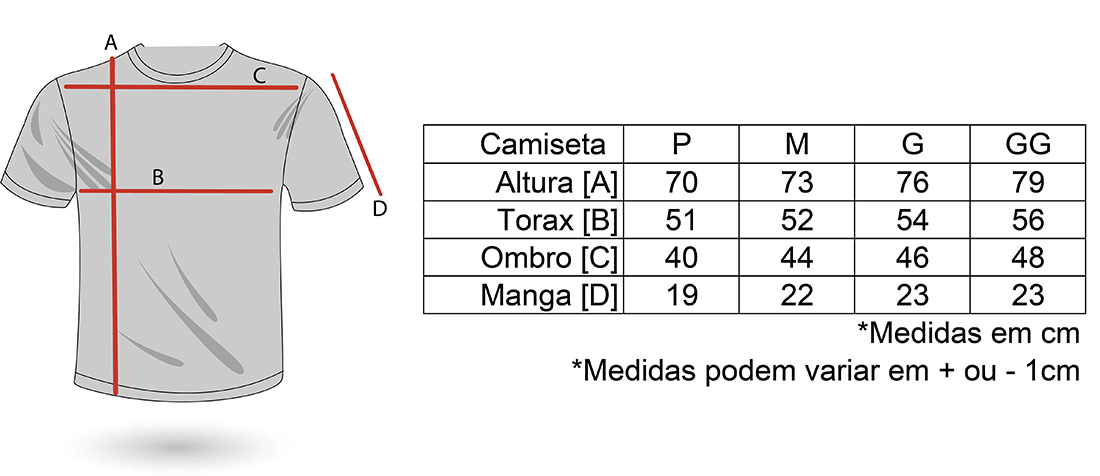 A
C
B
D
Camiseta P M G GG
Altura [A] 70 73 76 79
Torax [B] 51 52 54 56
Ombro [C] 40 44 46 48
Manga [D] 19 22 23 23
*Medidas em cm
*Medidas podem variar em + ou - 1cm